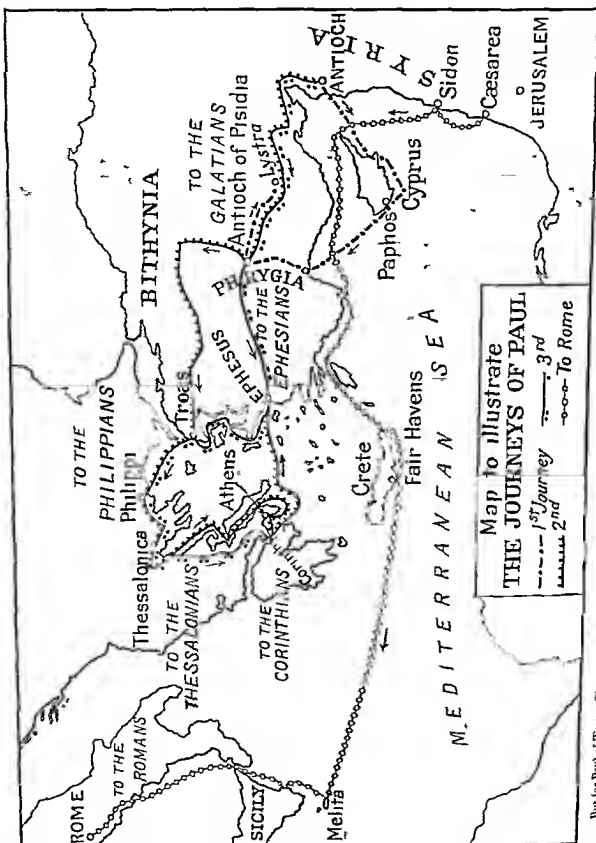 ROME
TO THE
ROMANS
SICILY
Melita
Thessalonica
TO THE
THESSALONIANS
TO THE
PHILIPPIANS
Philippi
Athens
Corinth
TO THE
CORINTHIANS
BITHYNIA
Troas
EPHESUS
PHRYGIA
TO THE
EPHESIANS
TO THE
GALATIANS
Antioch of Pisidia
Lystra
ANTIOCH
SYRIA
Sidon
Cæsarea
JERUSALEM
Paphos
Cyprus
Crete
Fair Havens
MEDITERRANEAN SEA
Map to illustrate
THE JOURNEYS OF PAUL
1st Journey
3rd
2nd
To Rome